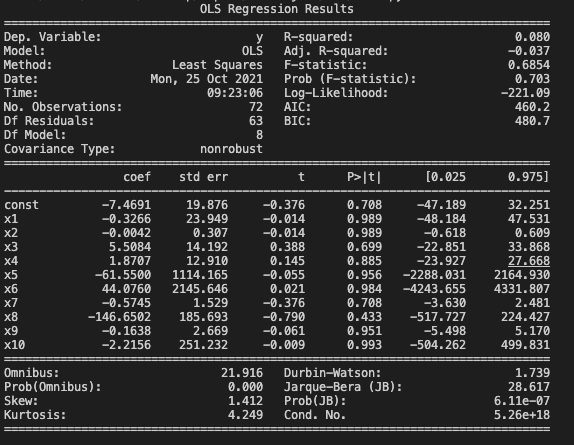 OLS Regression Results
Dep. Variable: y R-squared: 0.080
Model: OLS Adj. R-squared: -0.037
Method: Least Squares F-statistic: 0.6854
Date: Mon, 25 Oct 2021 Prob (F-statistic): 0.703
Time: 09:23:06 Log-Likelihood: -221.09
No. Observations: 72 AIC: 460.2
Df Residuals: 63 BIC: 480.7
Df Model: 8
Covariance Type: nonrobust
coef std err t P>|t| [0.025 0.975]
const -7.4691 19.876 -0.376 0.708 -47.189 32.251
x1 -0.3266 23.949 -0.014 0.989 -48.184 47.531
x2 -0.0042 0.307 -0.014 0.989 -0.618 0.609
x3 5.5084 14.192 0.388 0.699 -22.851 33.868
x4 1.8707 12.910 0.145 0.885 -23.927 27.668
x5 -61.5500 1114.165 -0.055 0.956 -2288.031 2164.930
x6 44.0760 2145.646 0.021 0.984 -4243.655 4331.807
x7 -0.5745 1.529 -0.376 0.708 -3.630 2.481
x8 -146.6502 185.693 -0.790 0.433 -517.727 224.427
x9 -0.1638 2.669 -0.061 0.951 -5.498 5.170
x10 -2.2156 251.232 -0.009 0.993 -504.262 499.831
Omnibus: 21.916 Durbin-Watson: 1.739
Prob(Omnibus): 0.000 Jarque-Bera (JB): 28.617
Skew: 1.412 Prob(JB): 6.11e-07
Kurtosis: 4.249 Cond. No. 5.26e+18